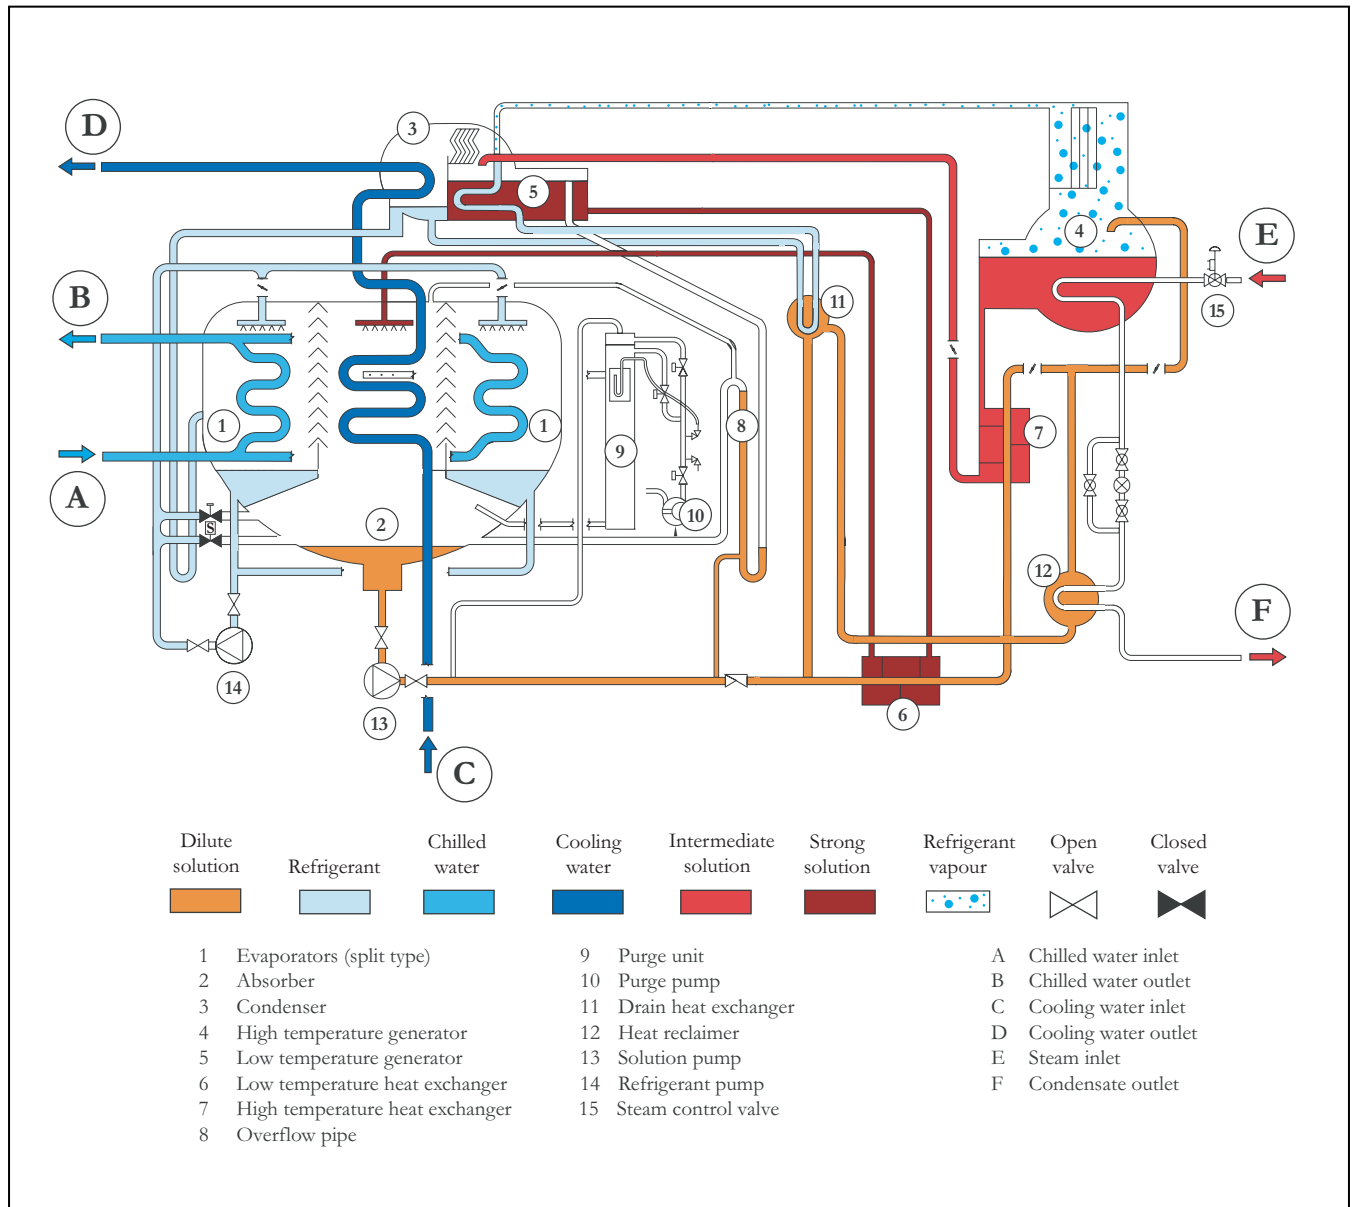 D
3
5
4
E
B
11
15
1
1
8
7
9
A
10
2
S
12
F
14
13
6
C
Dilute
solution
Refrigerant
Chilled
water
Cooling
water
Intermediate
solution
Strong
solution
Refrigerant
vapour
Open
valve
Closed
valve
1 Evaporators (split type)
2 Absorber
3 Condenser
4 High temperature generator
5 Low temperature generator
6 Low temperature heat exchanger
7 High temperature heat exchanger
8 Overflow pipe
9 Purge unit
10 Purge pump
11 Drain heat exchanger
12 Heat reclaimer
13 Solution pump
14 Refrigerant pump
15 Steam control valve
A Chilled water inlet
B Chilled water outlet
C Cooling water inlet
D Cooling water outlet
E Steam inlet
F Condensate outlet